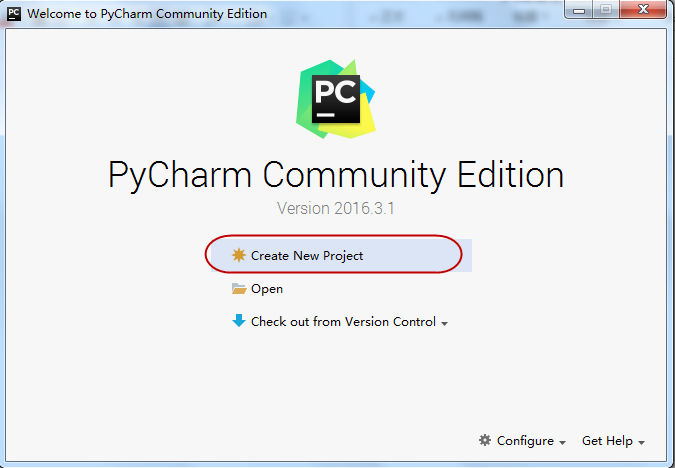 PC Welcome to PyCharm Community Edition
PC
PyCharm Community Edition
Version 2016.3.1
Create New Project
Open
Check out from Version Control
Configure Get Help